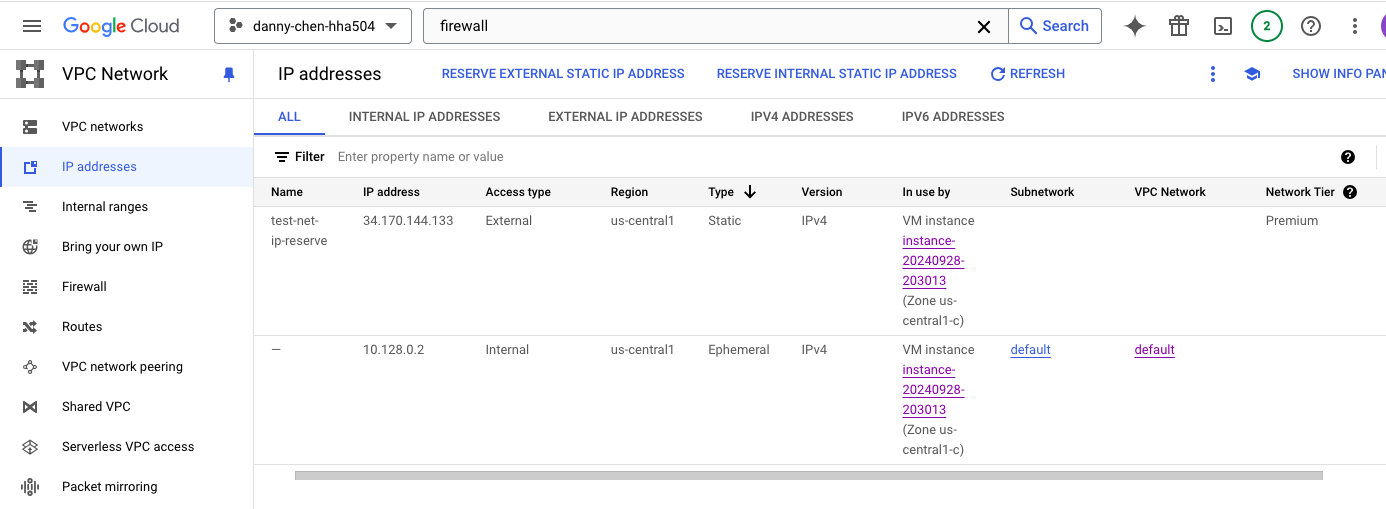 Google Cloud
danny-chen-hha504
firewall
Search
2
VPC Network
IP addresses
RESERVE EXTERNAL STATIC IP ADDRESS
RESERVE INTERNAL STATIC IP ADDRESS
REFRESH
SHOW INFO PAN
VPC networks
IP addresses
Internal ranges
Bring your own IP
Firewall
Routes
VPC network peering
Shared VPC
Serverless VPC access
Packet mirroring
ALL
INTERNAL IP ADDRESSES
EXTERNAL IP ADDRESSES
IPV4 ADDRESSES
IPV6 ADDRESSES
Filter Enter property name or value
Name IP address Access type Region Type Version In use by Subnetwork VPC Network Network Tier
test-net- 34.170.144.133 External us-central1 Static IPv4 VM instance Premium
ip-reserve instance-
20240928-
203013
(Zone us-
central1-c)
— 10.128.0.2 Internal us-central1 Ephemeral IPv4 VM instance default default
instance-
20240928-
203013
(Zone us-
central1-c)